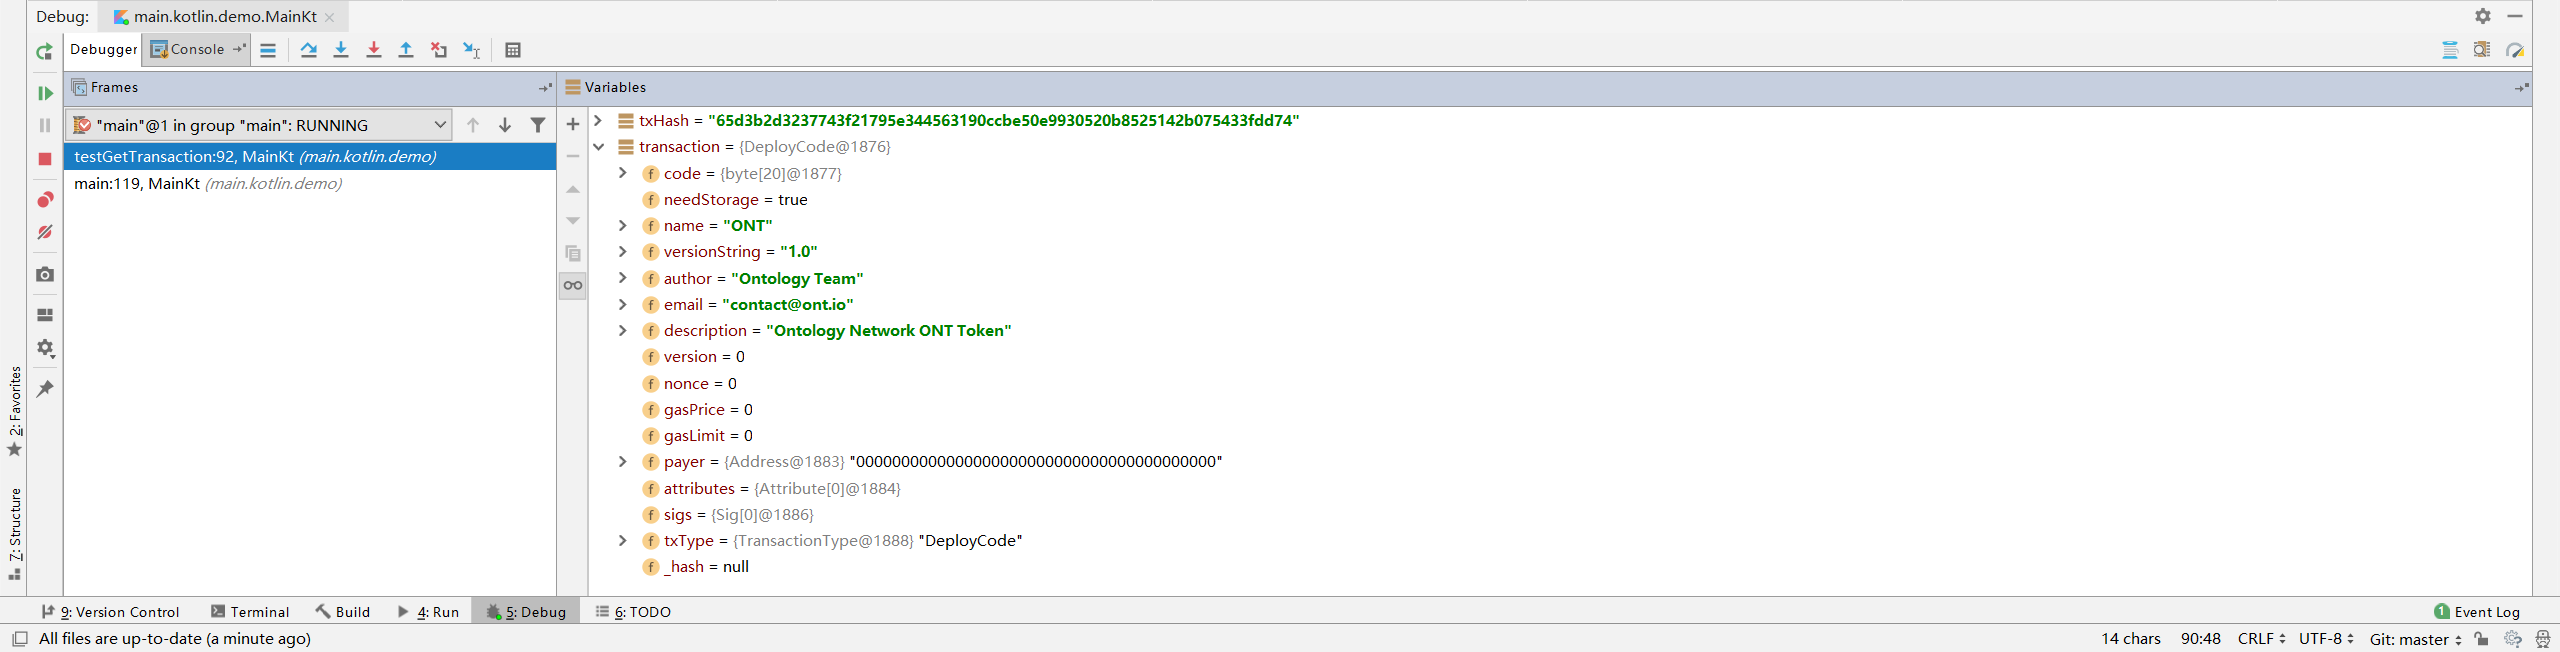 Debug: main.kotlin.demo.MainKt
Debugger Console
Frames
Variables
"main"@1 in group "main": RUNNING
testGetTransaction:92, MainKt (main.kotlin.demo)
main:119, MainKt (main.kotlin.demo)
txHash = "65d3b2d3237743f21795e344563190ccbe50e9930520b8525142b075433fdd74"
transaction = {DeployCode@1876}
code = {byte[20]@1877}
needStorage = true
name = "ONT"
versionString = "1.0"
author = "Ontology Team"
email = "contact@ont.io"
description = "Ontology Network ONT Token"
version = 0
nonce = 0
gasPrice = 0
gasLimit = 0
payer = {Address@1883} "0000000000000000000000000000000000000000"
attributes = {Attribute[0]@1884}
sigs = {Sig[0]@1886}
txType = {TransactionType@1888} "DeployCode"
_hash = null
2: Favorites
7: Structure
9: Version Control Terminal Build 4: Run 5: Debug 6: TODO 1 Event Log
All files are up-to-date (a minute ago) 14 chars 90:48 CRLF UTF-8 Git: master